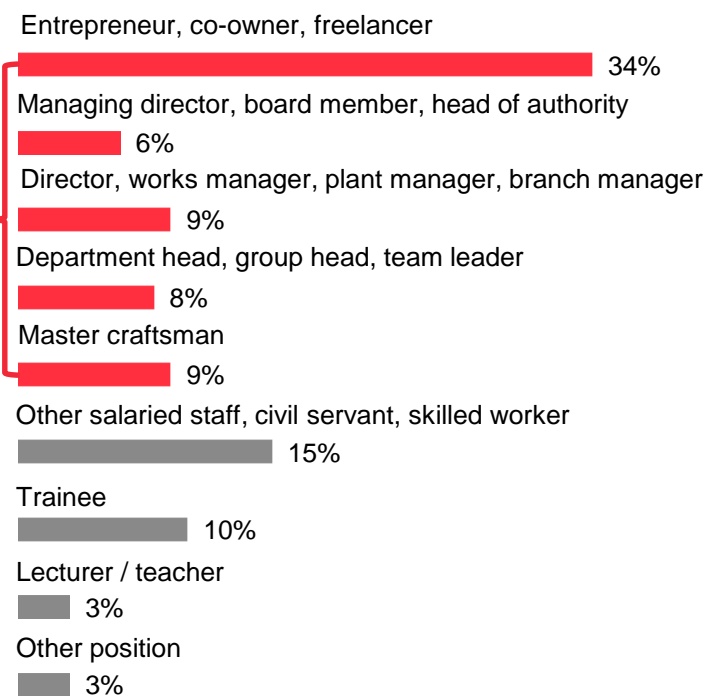 Entrepreneur, co-owner, freelancer
34%
Managing director, board member, head of authority
6%
Director, works manager, plant manager, branch manager
9%
Department head, group head, team leader
8%
Master craftsman
9%
Other salaried staff, civil servant, skilled worker
15%
Trainee
10%
Lecturer / teacher
3%
Other position
3%